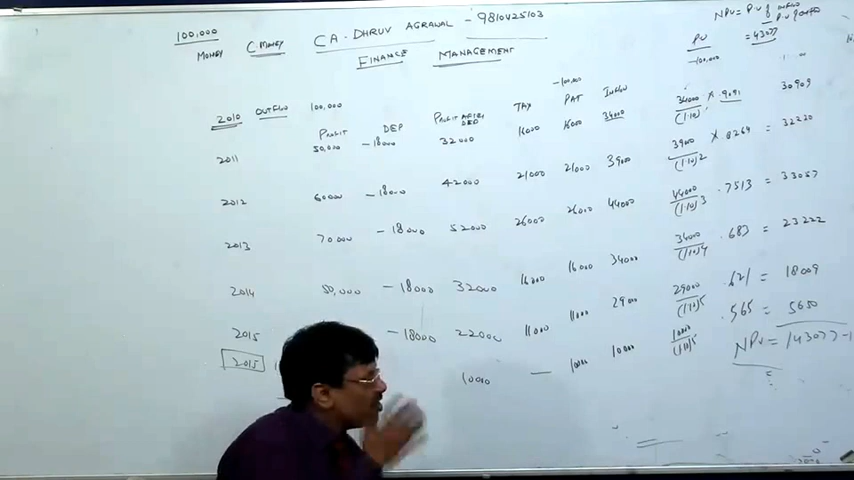 100,000 MONEY C.MONEY CA. DHRUV AGRAWAL - 9810425103
FINANCE MANAGEMENT
NPV = P.V of inflow - P.V of outflow
= 43077
PV
-100,000
2010 OUTFLOW 100,000 -100,000
PROFIT DEP PROFIT AFTER DEP TAX PAT INFLOW
2011 50,000 -18000 32000 16000 16000 34000 34000/(1.10)1 × .9091 30909
2012 60000 -18000 42000 21000 21000 39000 39000/(1.10)2 × .8264 = 32220
2013 70000 -18000 52000 26000 26000 44000 44000/(1.10)3 .7513 = 33057
2014 50,000 -18000 32000 16000 16000 34000 34000/(1.10)4 .683 = 23222
2015 -18000 22000 11000 11000 29000 29000/(1.10)5 .621 = 18009
2015 10000 — 10000 10000 10000/(1.10)5 .565 = 5650
NPV = 143077-1